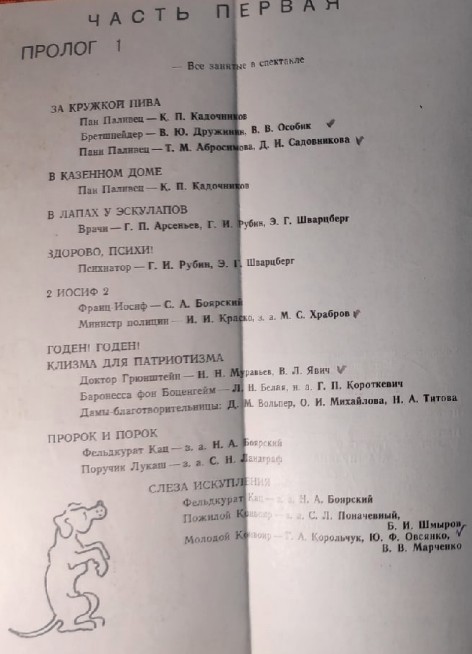 ЧАСТЬ ПЕРВАЯ
ПРОЛОГ 1
— Все занятые в спектакле
ЗА КРУЖКОЙ ПИВА
Пан Паливец — К. П. Кадочников
Бретшнейдер — В. Ю. Дружинин, В. В. Особик
Пани Паливец — Т. М. Абросимова, Д. И. Садовникова
В КАЗЕННОМ ДОМЕ
Пан Паливец — К. П. Кадочников
В ЛАПАХ У ЭСКУЛАПОВ
Врачи — Г. П. Арсеньев, Г. И. Рубин, Э. Г. Шварцберг
ЗДОРОВО, ПСИХИ!
Психиатор — Г. И. Рубин, Э. Г. Шварцберг
2 ИОСИФ 2
Франц Иосиф — С. А. Боярский
Министр полиции — И. И. Краско, з. а. М. С. Храбров
ГОДЕН! ГОДЕН!
КЛИЗМА ДЛЯ ПАТРИОТИЗМА
Доктор Грюнштейн — Н. Н. Муравьев, В. Л. Явич
Баронесса фон Боценгейм — Л. Н. Белая, н. а. Г. П. Короткевич
Дамы-благотворительницы: Д. М. Вольпер, О. И. Михайлова, Н. А. Титова
ПРОРОК И ПОРОК
Фельдкурат Кац — з. а. Н. А. Боярский
Поручик Лукаш — з. а. С. Н. Ландграф
СЛЕЗА ИСКУПЛЕНИЯ
Фельдкурат Кац — з. а. Н. А. Боярский
Пожилой Конвоир — з. а. С. Л. Поначевный,
Б. И. Шмыров
Молодой Конвоир — Т. А. Корольчук, Ю. Ф. Овсянко,
В. В. Марченко